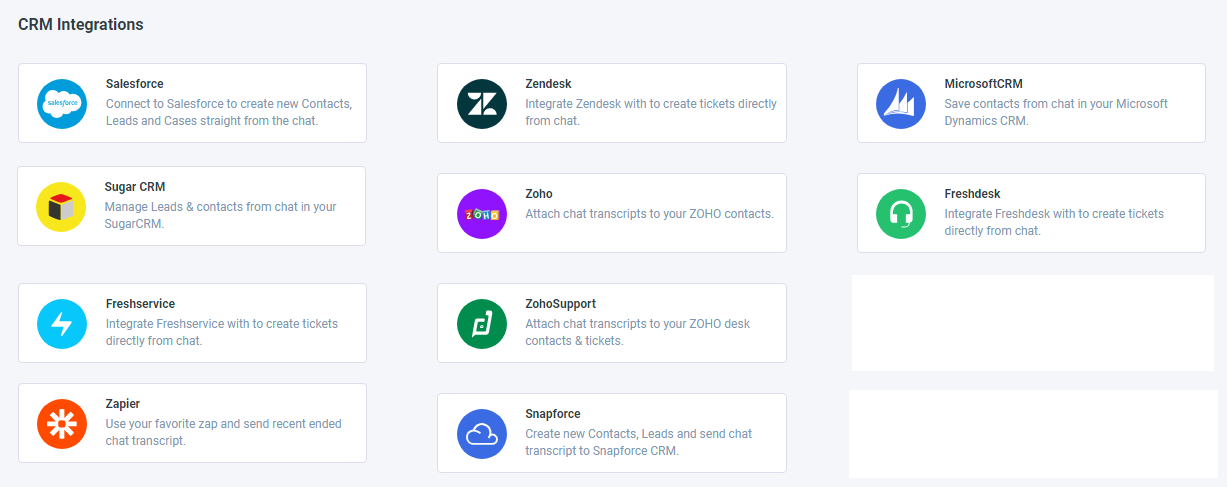 CRM Integrations
Salesforce
Connect to Salesforce to create new Contacts,
Leads and Cases straight from the chat.
salesforce
Zendesk
Integrate Zendesk with to create tickets directly
from chat.
MicrosoftCRM
Save contacts from chat in your Microsoft
Dynamics CRM.
Sugar CRM
Manage Leads & contacts from chat in your
SugarCRM.
Zoho
Attach chat transcripts to your ZOHO contacts.
ZOHO
Freshdesk
Integrate Freshdesk with to create tickets
directly from chat.
Freshservice
Integrate Freshservice with to create tickets
directly from chat.
ZohoSupport
Attach chat transcripts to your ZOHO desk
contacts & tickets.
Zapier
Use your favorite zap and send recent ended
chat transcript.
Snapforce
Create new Contacts, Leads and send chat
transcript to Snapforce CRM.